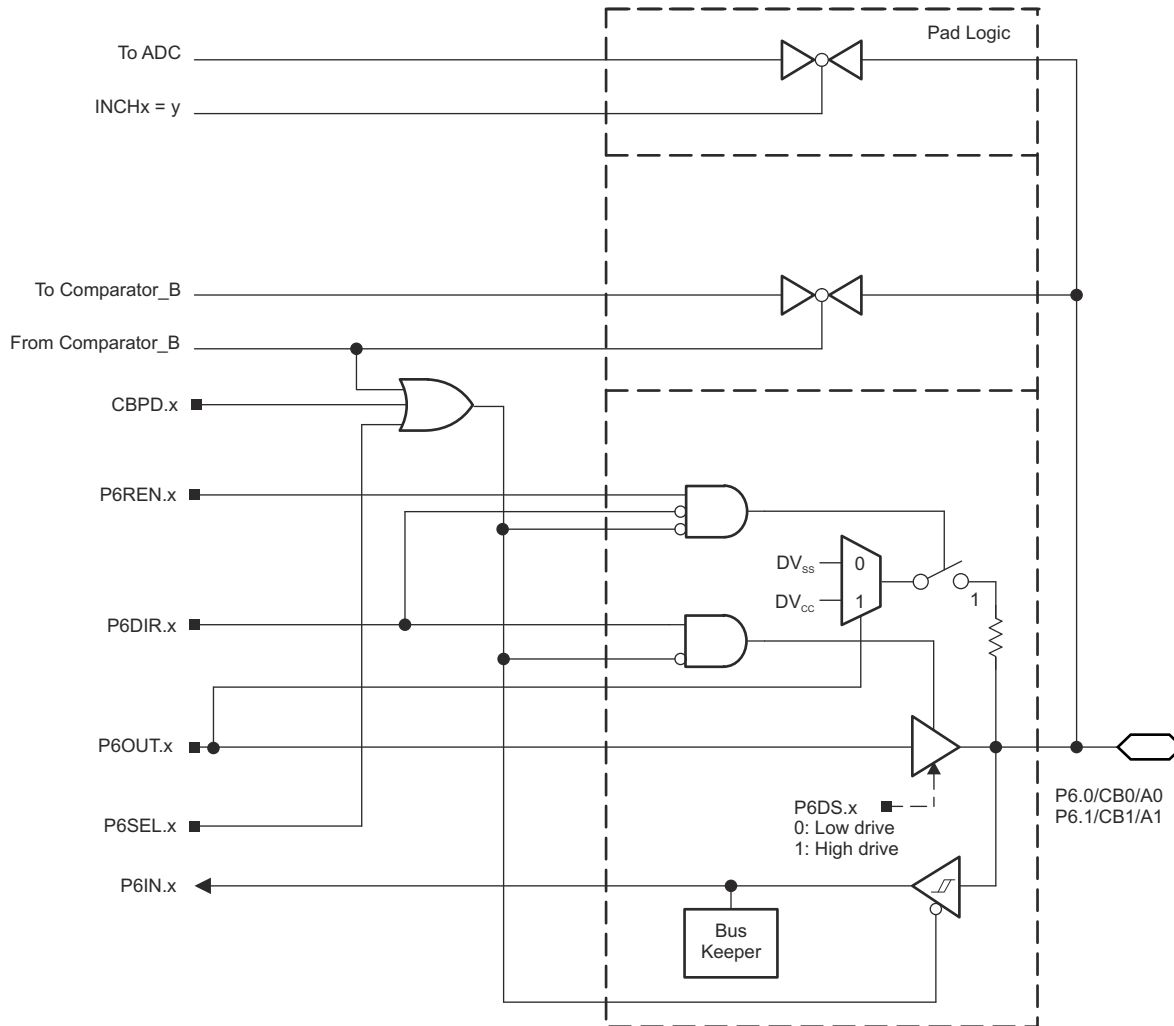 Pad Logic
To ADC
INCHx = y
To Comparator_B
From Comparator_B
CBPD.x
P6REN.x
DVSS
0
DVCC
1
1
P6DIR.x
P6OUT.x
P6DS.x
0: Low drive
1: High drive
P6.0/CB0/A0
P6.1/CB1/A1
P6SEL.x
P6IN.x
Bus
Keeper